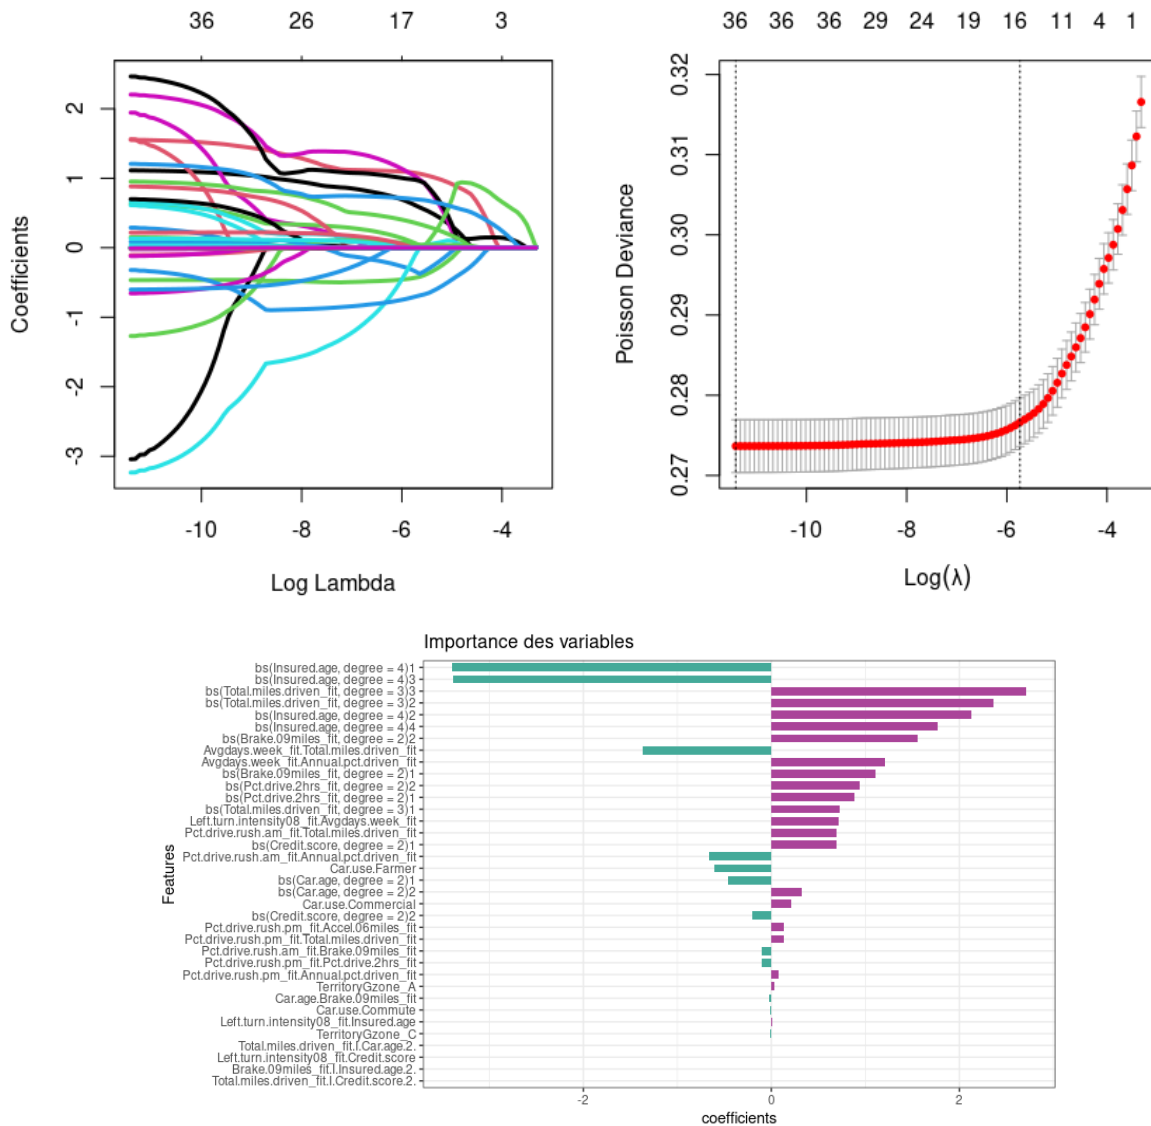 36 26 17 3
2
1
0
-1
-2
-3
Coefficients
-10 -8 -6 -4
Log Lambda
36 36 36 29 24 19 16 11 4 1
0.32
0.31
0.30
0.29
0.28
0.27
Poisson Deviance
-10 -8 -6 -4
Log(λ)
Importance des variables
Features
bs(Insured.age, degree = 4)1
bs(Insured.age, degree = 4)3
bs(Total.miles.driven_fit, degree = 3)3
bs(Total.miles.driven_fit, degree = 3)2
bs(Insured.age, degree = 4)2
bs(Insured.age, degree = 4)4
bs(Brake.09miles_fit, degree = 2)2
Avgdays.week_fit.Total.miles.driven_fit
Avgdays.week_fit.Annual.pct.driven_fit
bs(Brake.09miles_fit, degree = 2)1
bs(Pct.drive.2hrs_fit, degree = 2)2
bs(Pct.drive.2hrs_fit, degree = 2)1
bs(Total.miles.driven_fit, degree = 3)1
Left.turn.intensity08_fit.Avgdays.week_fit
Pct.drive.rush.am_fit.Total.miles.driven_fit
bs(Credit.score, degree = 2)1
Pct.drive.rush.am_fit.Annual.pct.driven_fit
Car.use.Farmer
bs(Car.age, degree = 2)1
bs(Car.age, degree = 2)2
Car.use.Commercial
bs(Credit.score, degree = 2)2
Pct.drive.rush.pm_fit.Accel.06miles_fit
Pct.drive.rush.pm_fit.Total.miles.driven_fit
Pct.drive.rush.am_fit.Brake.09miles_fit
Pct.drive.rush.pm_fit.Pct.drive.2hrs_fit
Pct.drive.rush.pm_fit.Annual.pct.driven_fit
TerritoryGzone_A
Car.age.Brake.09miles_fit
Car.use.Commute
Left.turn.intensity08_fit.Insured.age
TerritoryGzone_C
Total.miles.driven_fit.I.Car.age.2.
Left.turn.intensity08_fit.Credit.score
Brake.09miles_fit.I.Insured.age.2.
Total.miles.driven_fit.I.Credit.score.2.
-2 0 2
coefficients